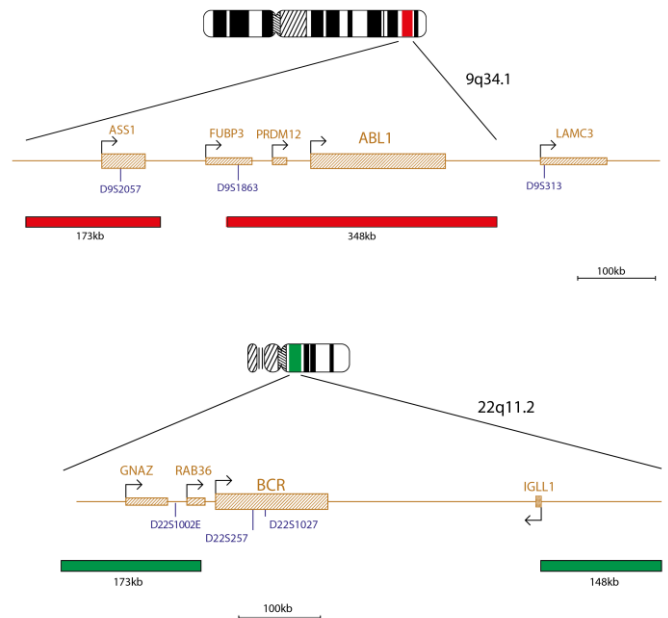 9q34.1
ASS1 FUBP3 PRDM12 ABL1 LAMC3
D9S2057 D9S1863 D9S313
173kb 348kb
100kb
22q11.2
GNAZ RAB36 BCR IGLL1
D22S1002E D22S1027
D22S257
173kb 148kb
100kb